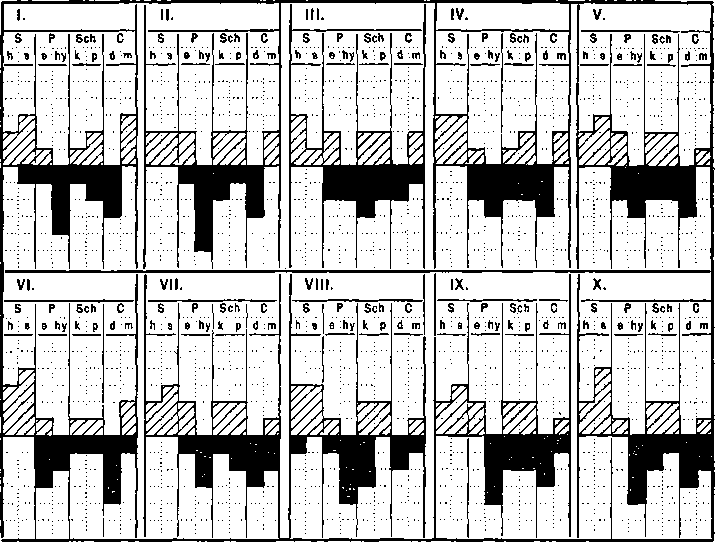 I. II. III. IV. V.
S P Sch C S P Sch C S P Sch C S P Sch C S P Sch C
h s e hy k p d m h s e hy k p d m h s e hy k p d m h s e hy k p d m h s e hy k p d m
VI. VII. VIII. IX. X.
S P Sch C S P Sch C S P Sch C S P Sch C S P Sch C
h s e hy k p d m h s e hy k p d m h s e hy k p d m h s e hy k p d m h s e hy k p d m